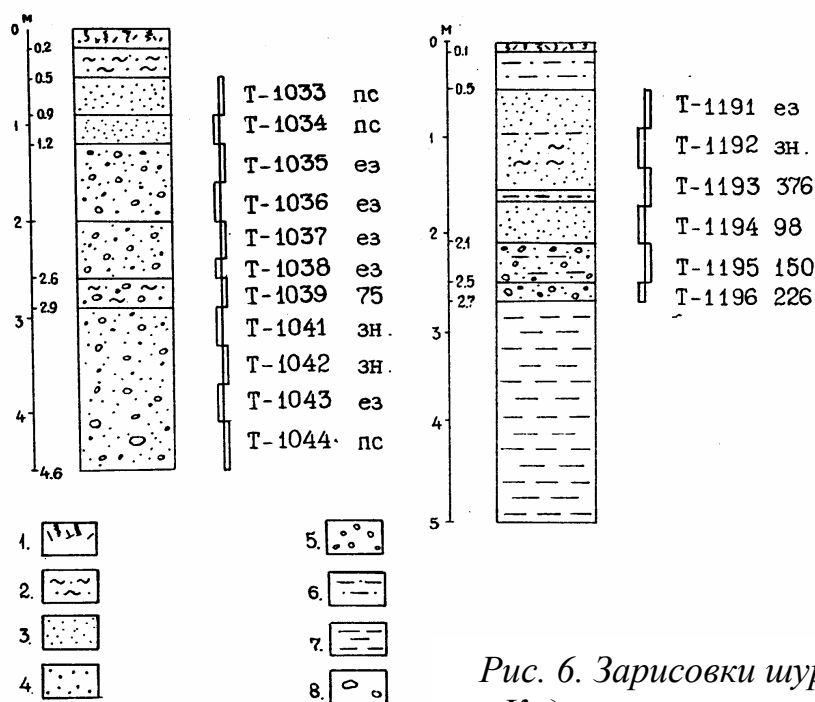 м
0
0.2
0.5
0.9
1
1.2
2
2.6
2.9
3
4
4.6
Т-1033 пс
Т-1034 пс
Т-1035 ез
Т-1036 ез
Т-1037 ез
Т-1038 ез
Т-1039 75
Т-1041 зн.
Т-1042 зн.
Т-1043 ез
Т-1044 пс
м
0
0.1
0.5
1
2
2.1
2.5
2.7
3
4
5
Т-1191 ез
Т-1192 зн.
Т-1193 376
Т-1194 98
Т-1195 150
Т-1196 226
1.
2.
3.
4.
5.
6.
7.
8.
Рис. 6. Зарисовки шур